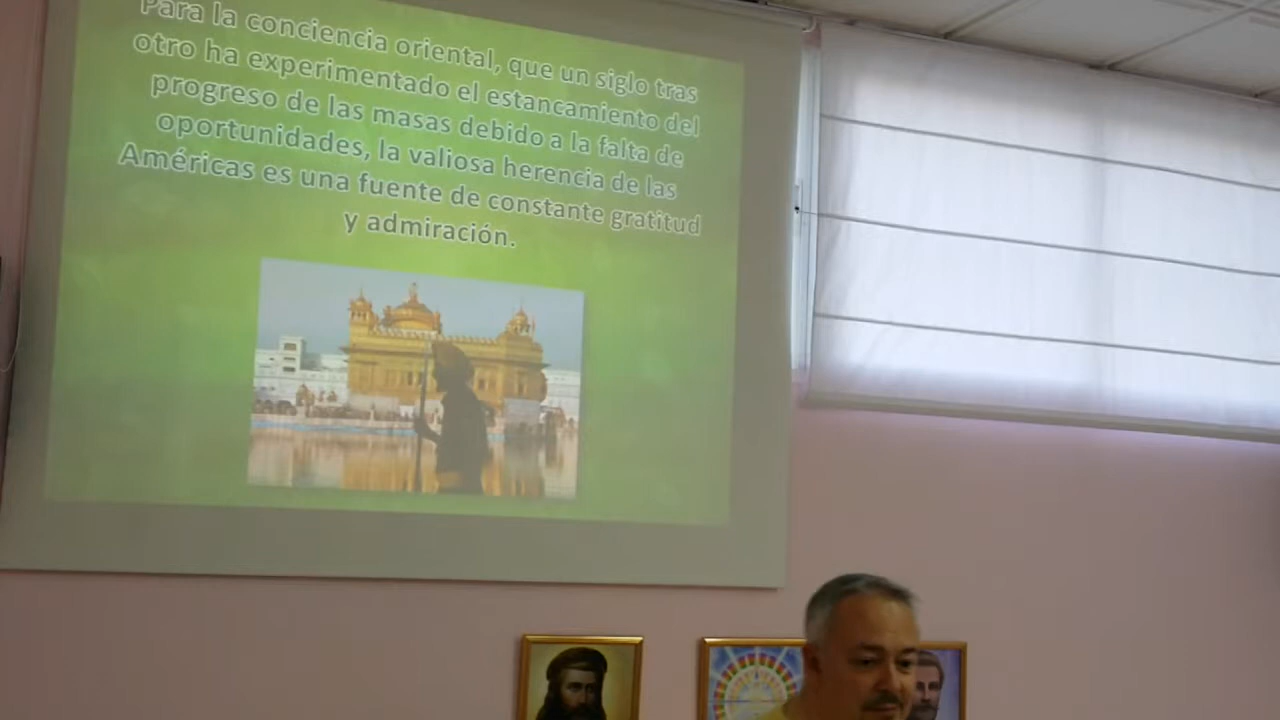 Para la conciencia oriental, que un siglo tras
otro ha experimentado el estancamiento del
progreso de las masas debido a la falta de
oportunidades, la valiosa herencia de las
Américas es una fuente de constante gratitud
y admiración.